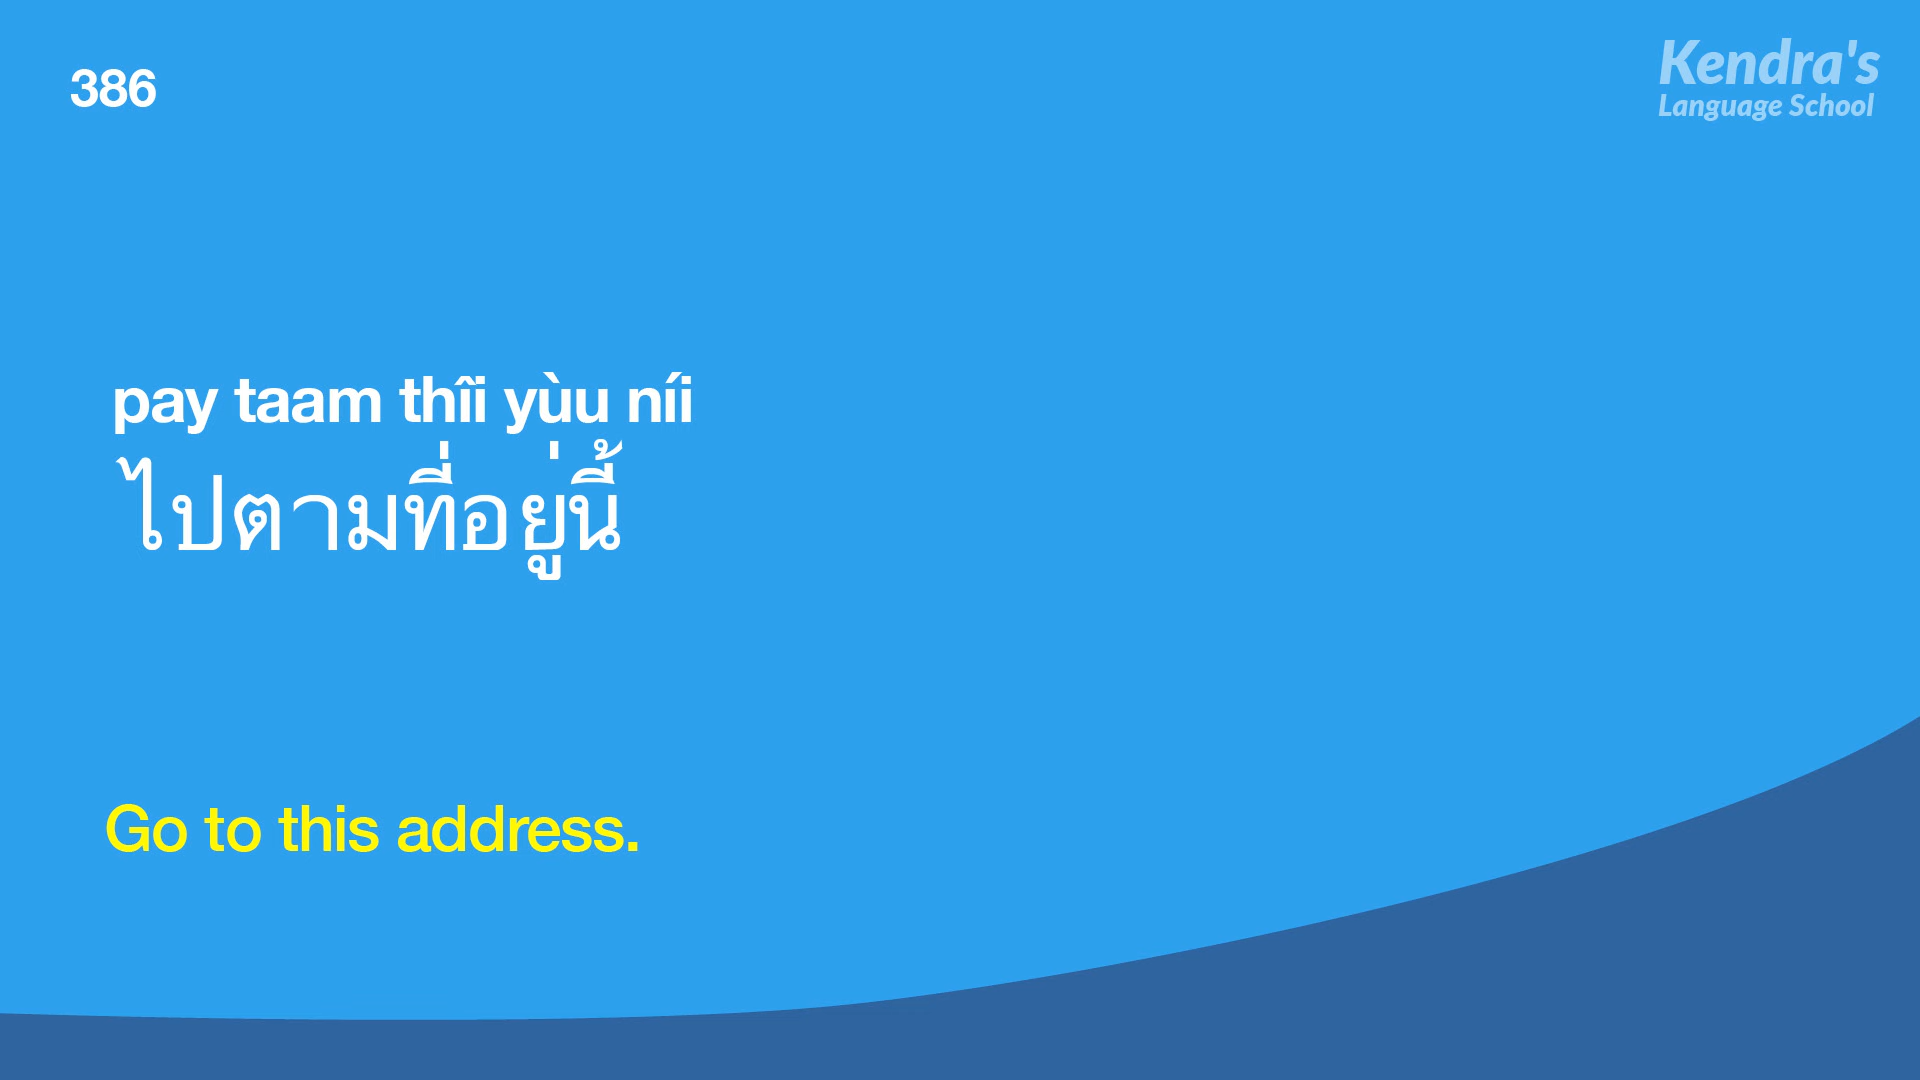 386
Kendra's
Language School
pay taam thîi yùu níi
ไปตามที่อยู่นี้
Go to this address.